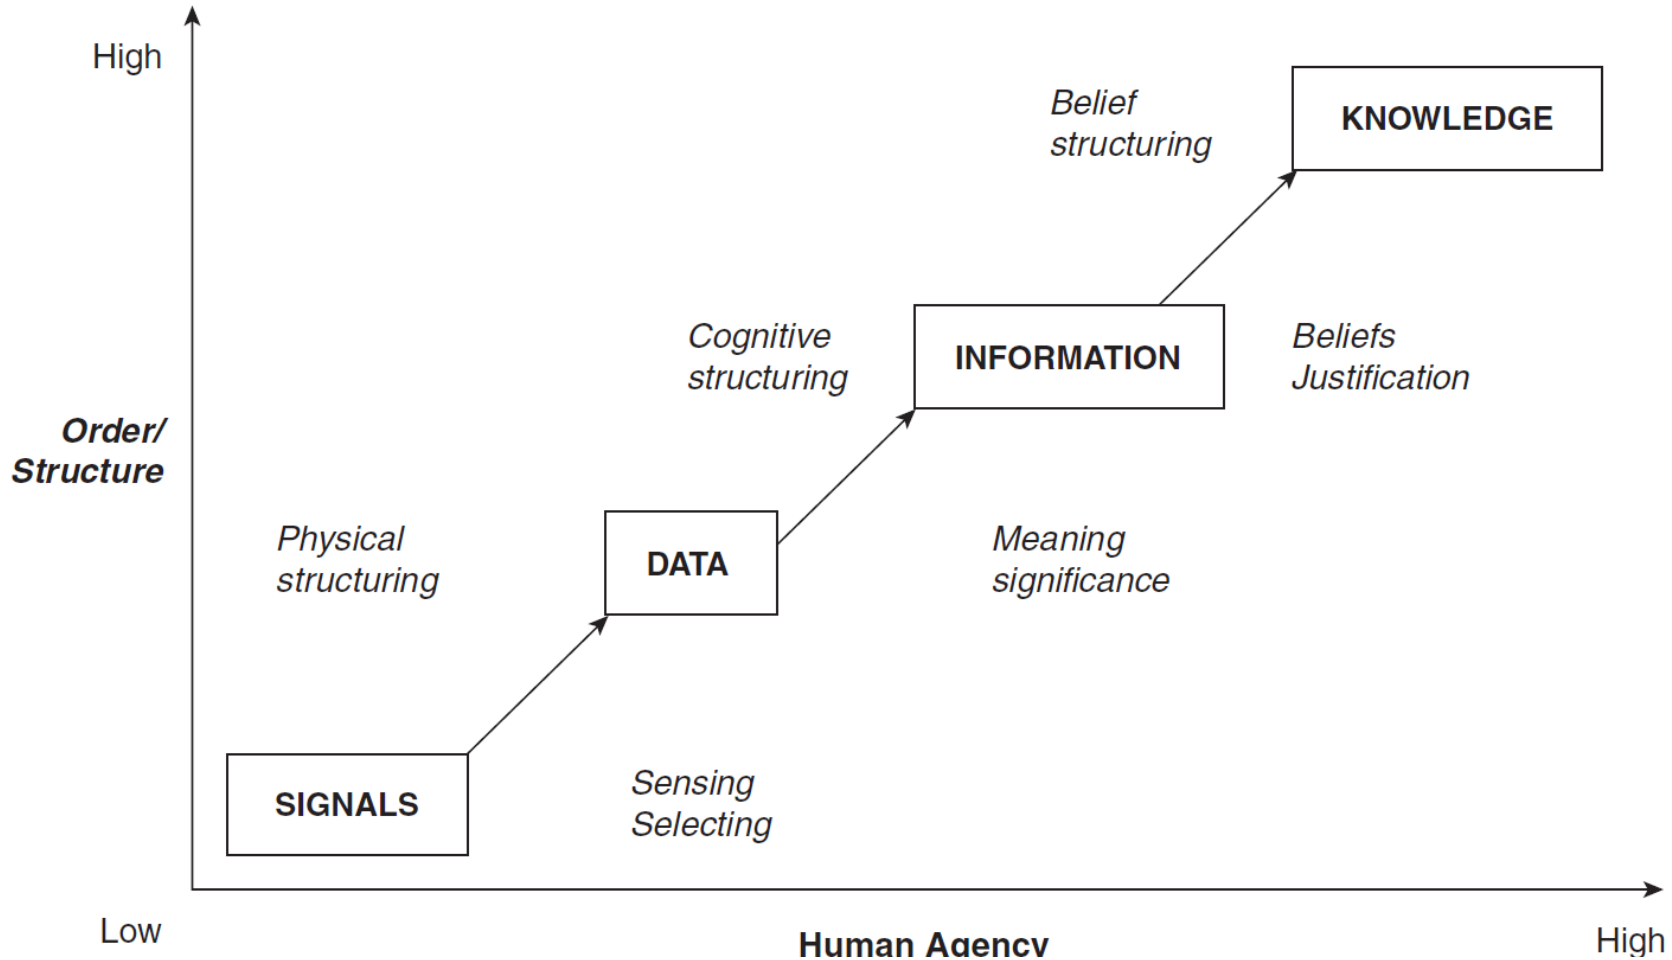 High
Belief
structuring
KNOWLEDGE
Cognitive
structuring
INFORMATION
Beliefs
Justification
Order/
Structure
Physical
structuring
DATA
Meaning
significance
SIGNALS
Sensing
Selecting
Low
Human Agency
High